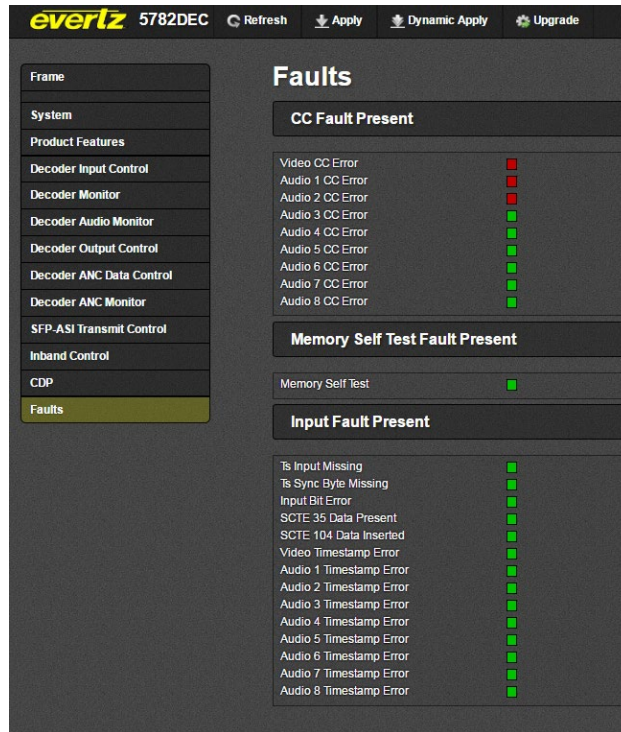 evertz 5782DEC Refresh Apply Dynamic Apply Upgrade
Frame
System
Product Features
Decoder Input Control
Decoder Monitor
Decoder Audio Monitor
Decoder Output Control
Decoder ANC Data Control
Decoder ANC Monitor
SFP-ASI Transmit Control
Inband Control
CDP
Faults
Faults
CC Fault Present
Video CC Error
Audio 1 CC Error
Audio 2 CC Error
Audio 3 CC Error
Audio 4 CC Error
Audio 5 CC Error
Audio 6 CC Error
Audio 7 CC Error
Audio 8 CC Error
Memory Self Test Fault Present
Memory Self Test
Input Fault Present
Ts Input Missing
Ts Sync Byte Missing
Input Bit Error
SCTE 35 Data Present
SCTE 104 Data Inserted
Video Timestamp Error
Audio 1 Timestamp Error
Audio 2 Timestamp Error
Audio 3 Timestamp Error
Audio 4 Timestamp Error
Audio 5 Timestamp Error
Audio 6 Timestamp Error
Audio 7 Timestamp Error
Audio 8 Timestamp Error